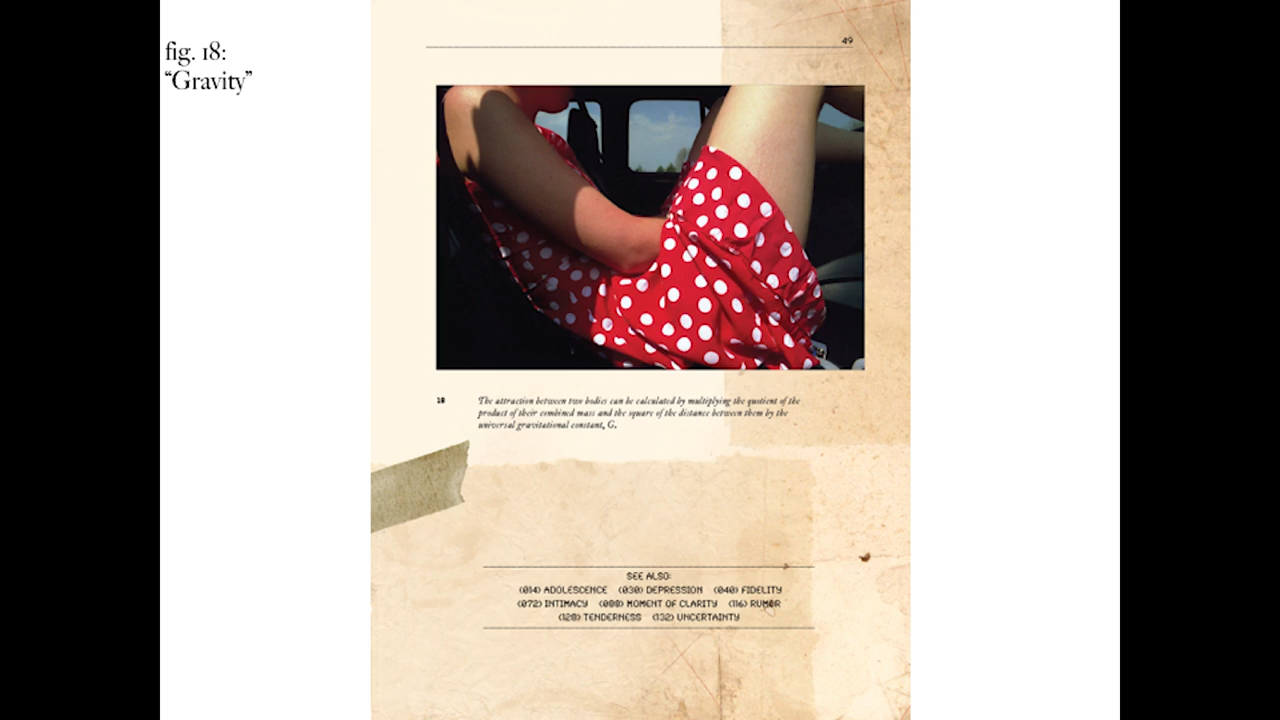 fig. 18:
“Gravity”
49
18
The attraction between two bodies can be calculated by multiplying the quotient of the
product of their combined mass and the square of the distance between them by the
universal gravitational constant, G.
SEE ALSO:
(014) ADOLESCENCE (030) DEPRESSION (040) FIDELITY
(072) INTIMACY (088) MOMENT OF CLARITY (116) RUMOR
(128) TENDERNESS (132) UNCERTAINTY